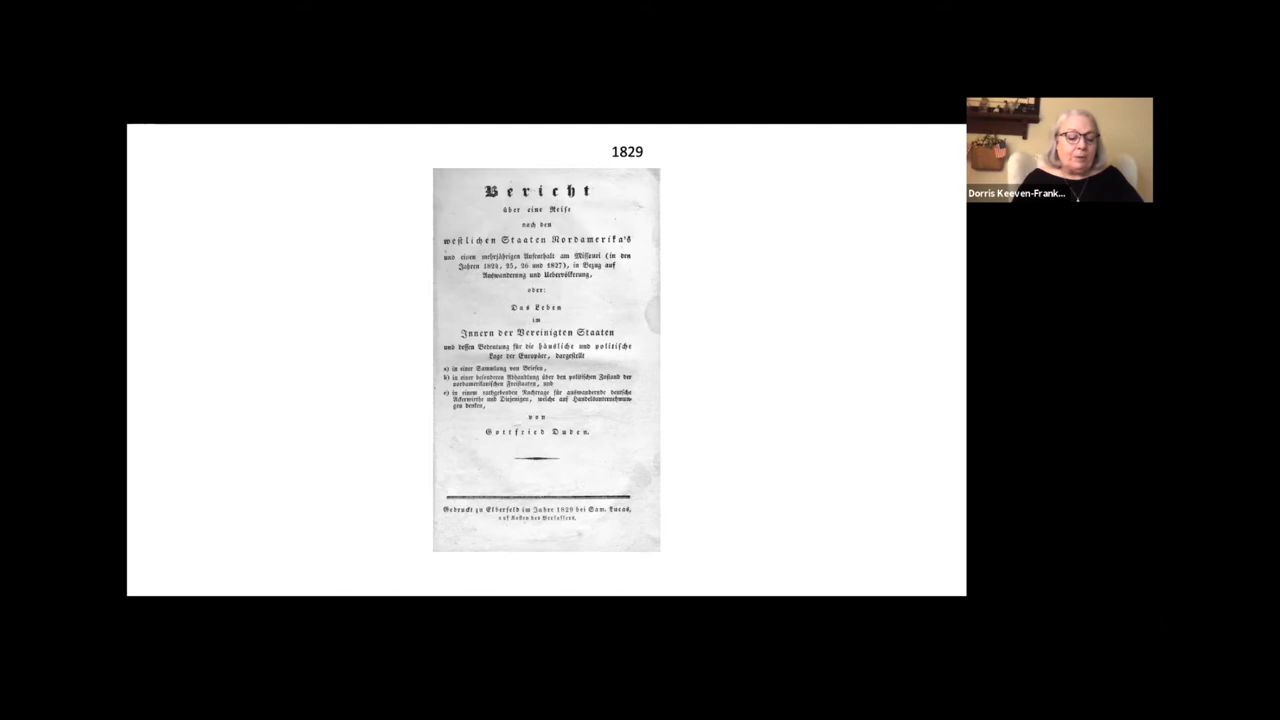 1829
Bericht
über eine Reise
nach den
westlichen Staaten Nordamerika's
und einen mehrjährigen Aufenthalt am Missouri (in den
Jahren 1824, 25, 26 und 1827), in Bezug auf
Auswanderung und Uebervölkerung,
oder:
Das Leben
im
Innern der Vereinigten Staaten
und dessen Bedeutung für die häusliche und politische
Lage der Europäer, dargestellt
a) in einer Sammlung von Briefen,
b) in einer besonderen Abhandlung über den politischen Zustand der
nordamerikanischen Freistaaten, und
c) in einem rathgebenden Nachtrage für auswandernde deutsche
Ackerwirthe und Diejenigen, welche auf Handelsunternehmun-
gen denken,
von
Gottfried Duden.
Gedruckt zu Elberfeld im Jahre 1829 bei Sam. Lucas,
auf Kosten des Verfassers.
Dorris Keeven-Frank...